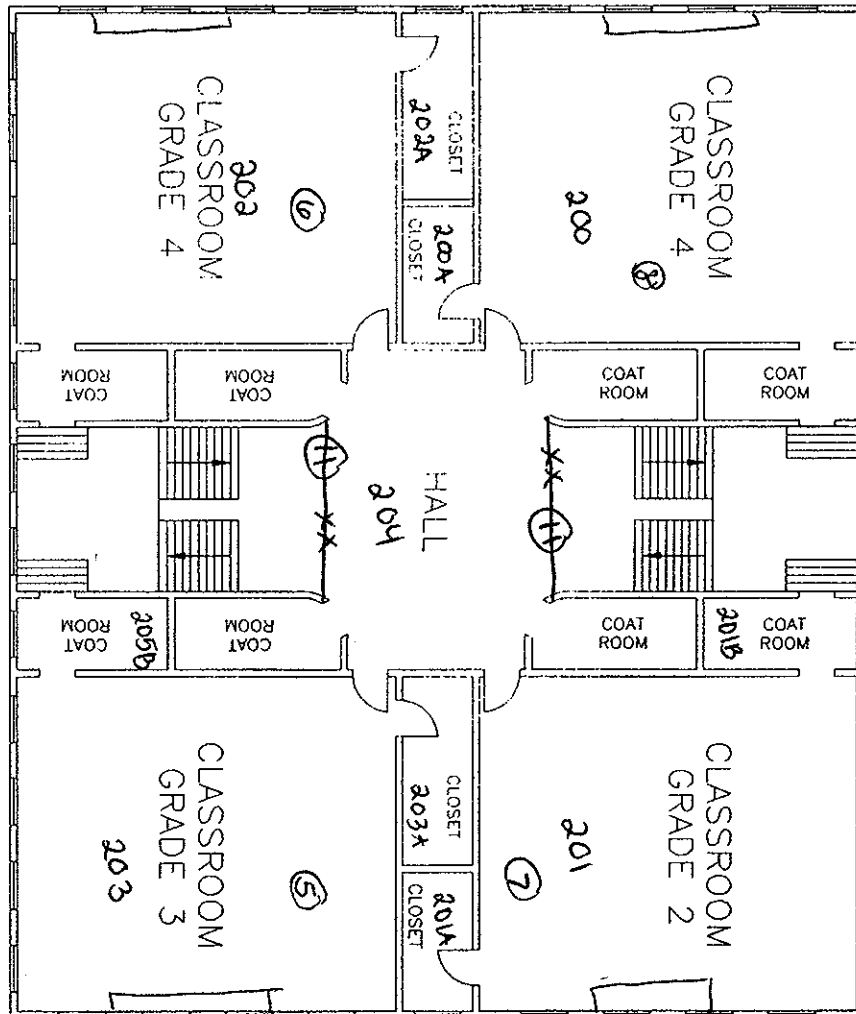 CLASSROOM
GRADE 4
202
6
CLOSET
202A
200A
CLOSET
CLASSROOM
GRADE 4
200
8
COAT
ROOM
COAT
ROOM
COAT
ROOM
COAT
ROOM
11
XX
HALL
204
XX
11
COAT
ROOM
205B
COAT
ROOM
COAT
ROOM
201B
COAT
ROOM
CLASSROOM
GRADE 3
203
5
CLOSET
203A
201A
CLOSET
CLASSROOM
GRADE 2
201
7